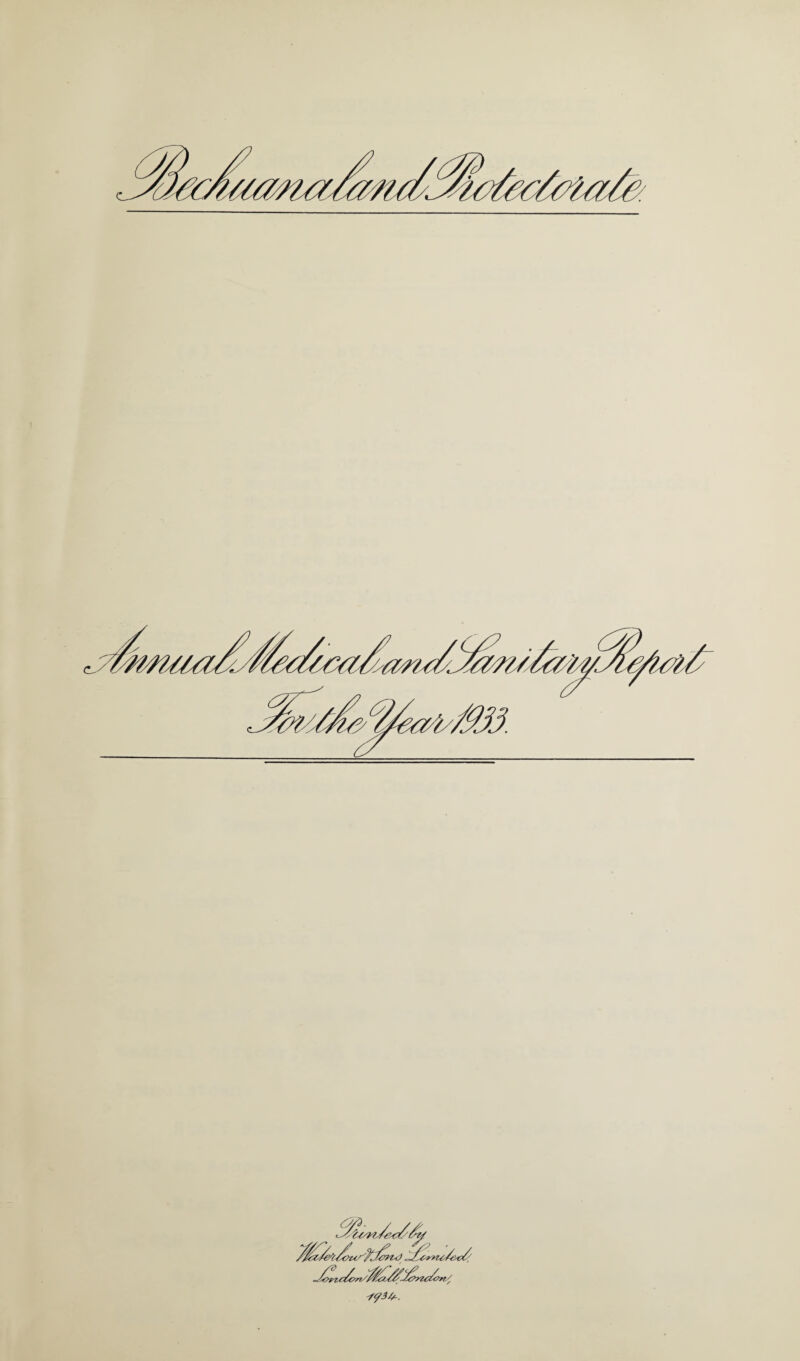 Bechuanaland Protectorate.
Annual Medical and Sanitary Report
For the Year 1933.
Printed by
Waterlow & Sons Limited,
London Wall, London,
1934.